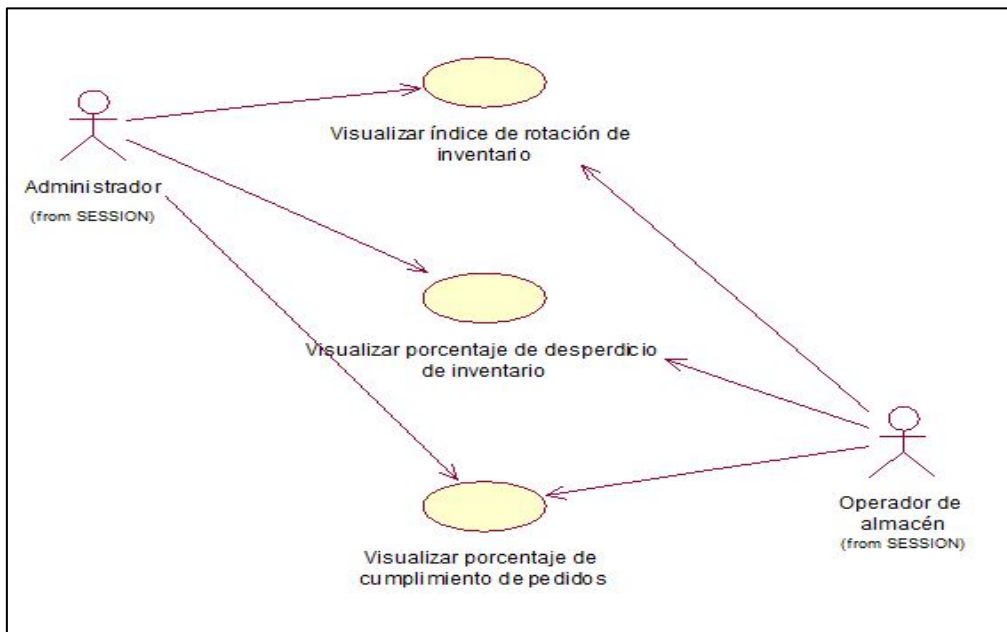 Visualizar índice de rotación de
inventario
Administrador
(from SESSION)
Visualizar porcentaje de desperdicio
de inventario
Operador de
almacén
(from SESSION)
Visualizar porcentaje de
cumplimiento de pedidos